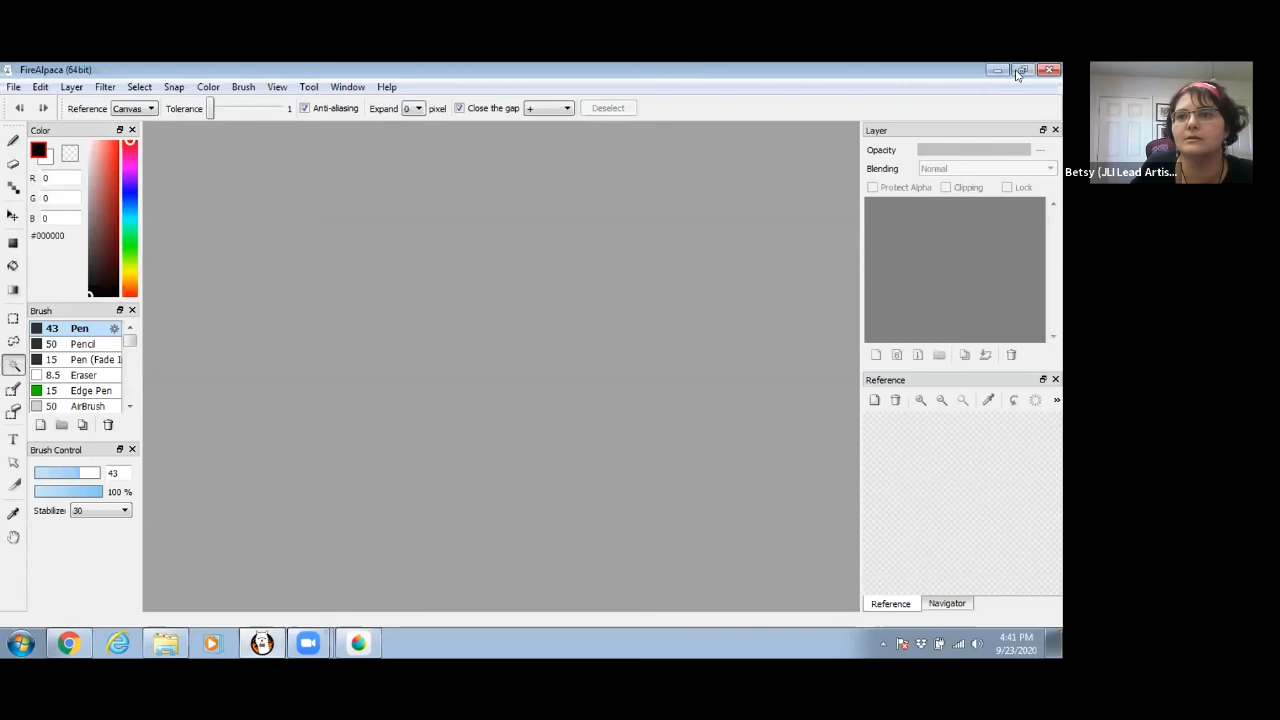 FireAlpaca (64bit)
File Edit Layer Filter Select Snap Color Brush View Tool Window Help
Reference Canvas Tolerance 1 Anti-aliasing Expand 0 pixel Close the gap + Deselect
Color
R 0
G 0
B 0
#000000
Brush
43 Pen
50 Pencil
15 Pen (Fade I
8.5 Eraser
15 Edge Pen
50 AirBrush
Brush Control
43
100 %
Stabilize 30
T
Layer
Opacity
Blending Normal
Protect Alpha Clipping Lock
8 1
Reference
»
Reference Navigator
4:41 PM
9/23/2020
Betsy (JLI Lead Artis...